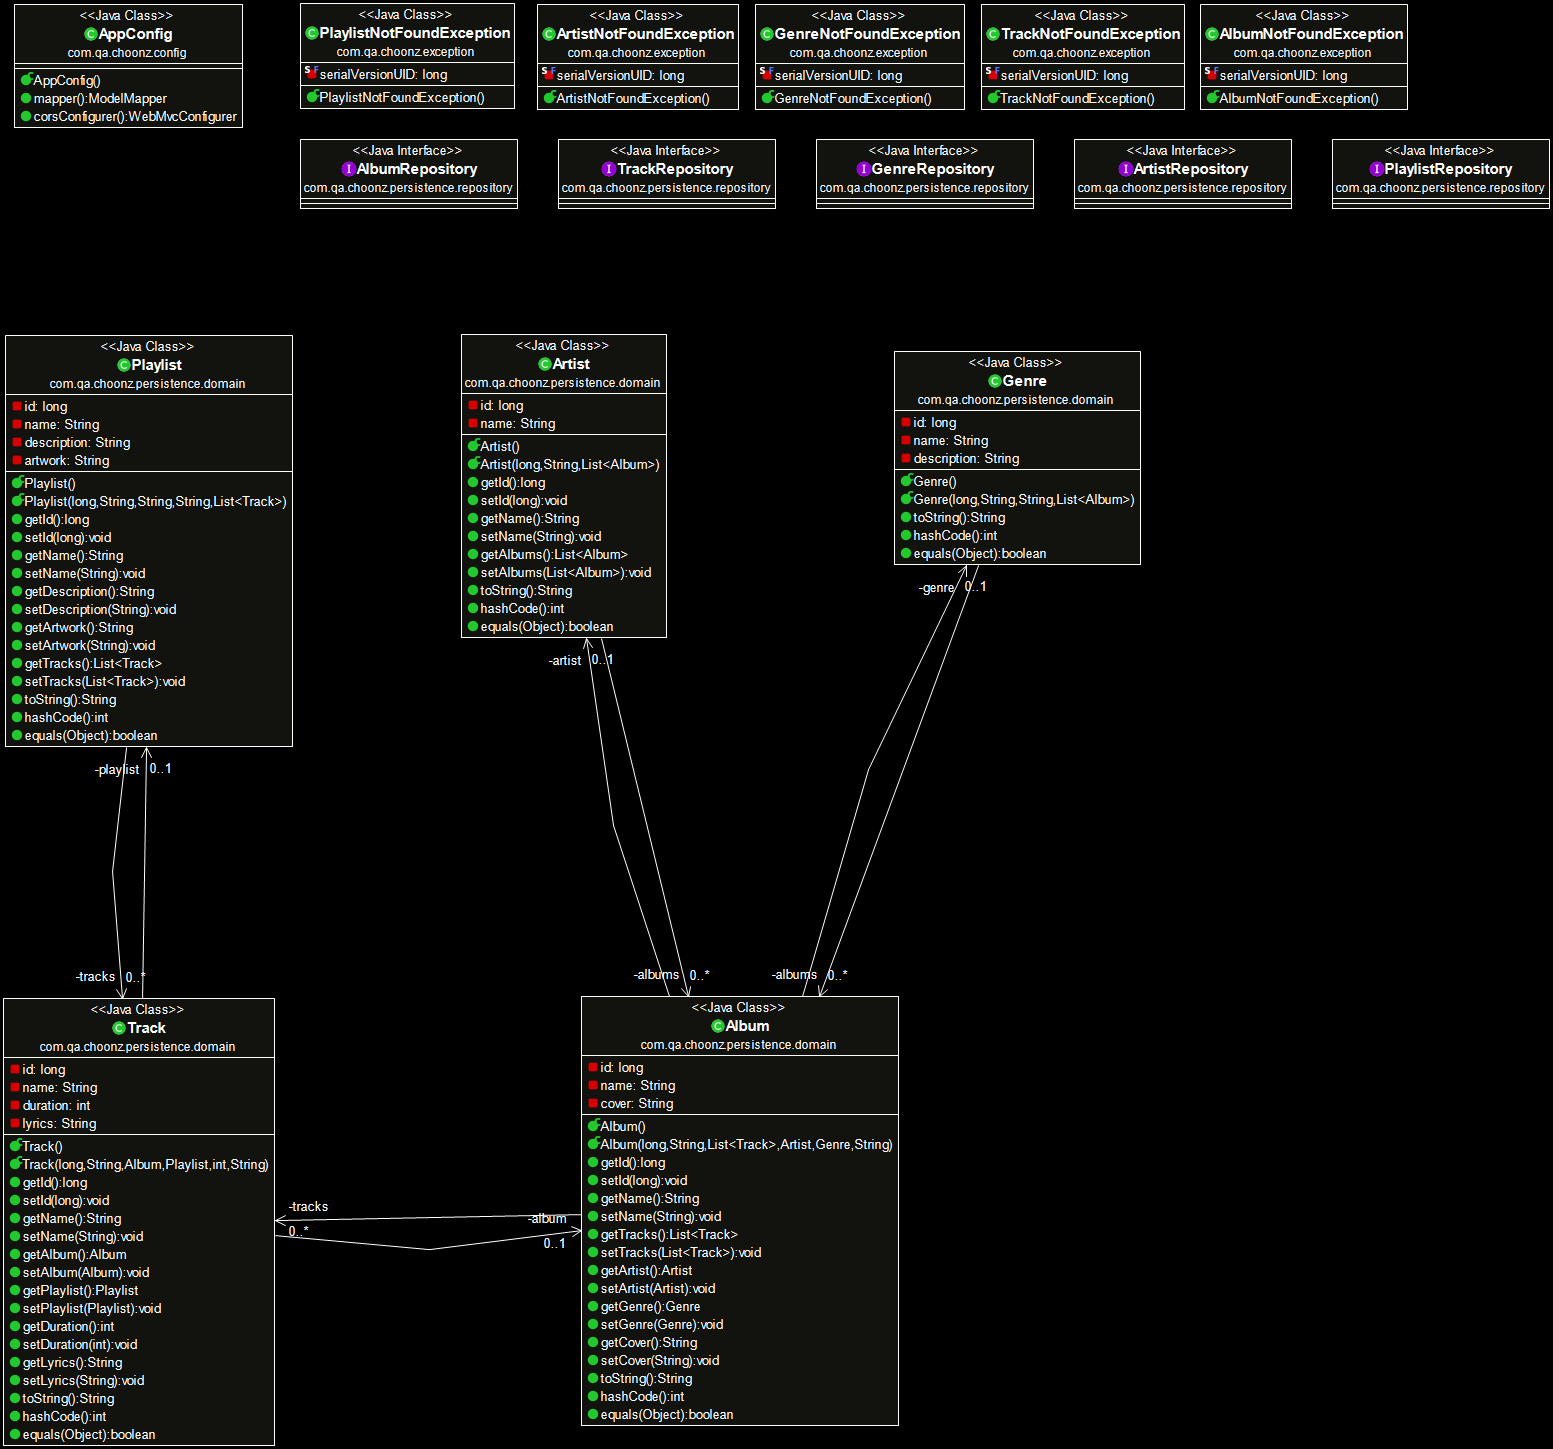 <<Java Class>>
AppConfig
com.qa.choonz.config
AppConfig()
mapper():ModelMapper
corsConfigurer():WebMvcConfigurer
<<Java Class>>
PlaylistNotFoundException
com.qa.choonz.exception
serialVersionUID: long
PlaylistNotFoundException()
<<Java Class>>
ArtistNotFoundException
com.qa.choonz.exception
serialVersionUID: long
ArtistNotFoundException()
<<Java Class>>
GenreNotFoundException
com.qa.choonz.exception
serialVersionUID: long
GenreNotFoundException()
<<Java Class>>
TrackNotFoundException
com.qa.choonz.exception
serialVersionUID: long
TrackNotFoundException()
<<Java Class>>
AlbumNotFoundException
com.qa.choonz.exception
serialVersionUID: long
AlbumNotFoundException()
<<Java Interface>>
AlbumRepository
com.qa.choonz.persistence.repository
<<Java Interface>>
TrackRepository
com.qa.choonz.persistence.repository
<<Java Interface>>
GenreRepository
com.qa.choonz.persistence.repository
<<Java Interface>>
ArtistRepository
com.qa.choonz.persistence.repository
<<Java Interface>>
PlaylistRepository
com.qa.choonz.persistence.repository
<<Java Class>>
Playlist
com.qa.choonz.persistence.domain
id: long
name: String
description: String
artwork: String
Playlist()
Playlist(long,String,String,String,List<Track>)
getId():long
setId(long):void
getName():String
setName(String):void
getDescription():String
setDescription(String):void
getArtwork():String
setArtwork(String):void
getTracks():List<Track>
setTracks(List<Track>):void
toString():String
hashCode():int
equals(Object):boolean
<<Java Class>>
Artist
com.qa.choonz.persistence.domain
id: long
name: String
Artist()
Artist(long,String,List<Album>)
getId():long
setId(long):void
getName():String
setName(String):void
getAlbums():List<Album>
setAlbums(List<Album>):void
toString():String
hashCode():int
equals(Object):boolean
<<Java Class>>
Genre
com.qa.choonz.persistence.domain
id: long
name: String
description: String
Genre()
Genre(long,String,String,List<Album>)
toString():String
hashCode():int
equals(Object):boolean
-genre 0..1
-artist 0..1
-playlist 0..1
-tracks 0..*
-albums 0..*
-albums 0..*
<<Java Class>>
Track
com.qa.choonz.persistence.domain
id: long
name: String
duration: int
lyrics: String
Track()
Track(long,String,Album,Playlist,int,String)
getId():long
setId(long):void
getName():String
setName(String):void
getAlbum():Album
setAlbum(Album):void
getPlaylist():Playlist
setPlaylist(Playlist):void
getDuration():int
setDuration(int):void
getLyrics():String
setLyrics(String):void
toString():String
hashCode():int
equals(Object):boolean
-tracks
0..*
-album
0..1
<<Java Class>>
Album
com.qa.choonz.persistence.domain
id: long
name: String
cover: String
Album()
Album(long,String,List<Track>,Artist,Genre,String)
getId():long
setId(long):void
getName():String
setName(String):void
getTracks():List<Track>
setTracks(List<Track>):void
getArtist():Artist
setArtist(Artist):void
getGenre():Genre
setGenre(Genre):void
getCover():String
setCover(String):void
toString():String
hashCode():int
equals(Object):boolean